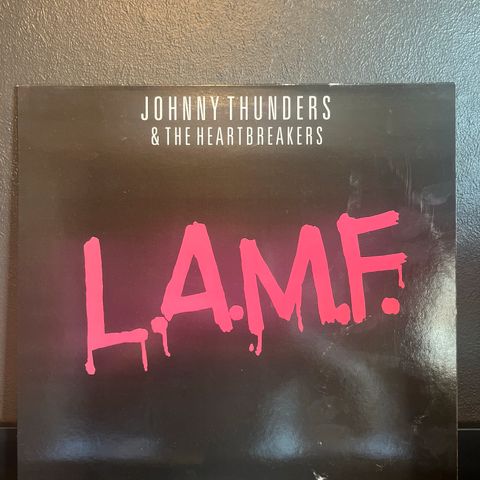 JOHNNY THUNDERS
& THE HEARTBREAKERS
L.A.M.F.